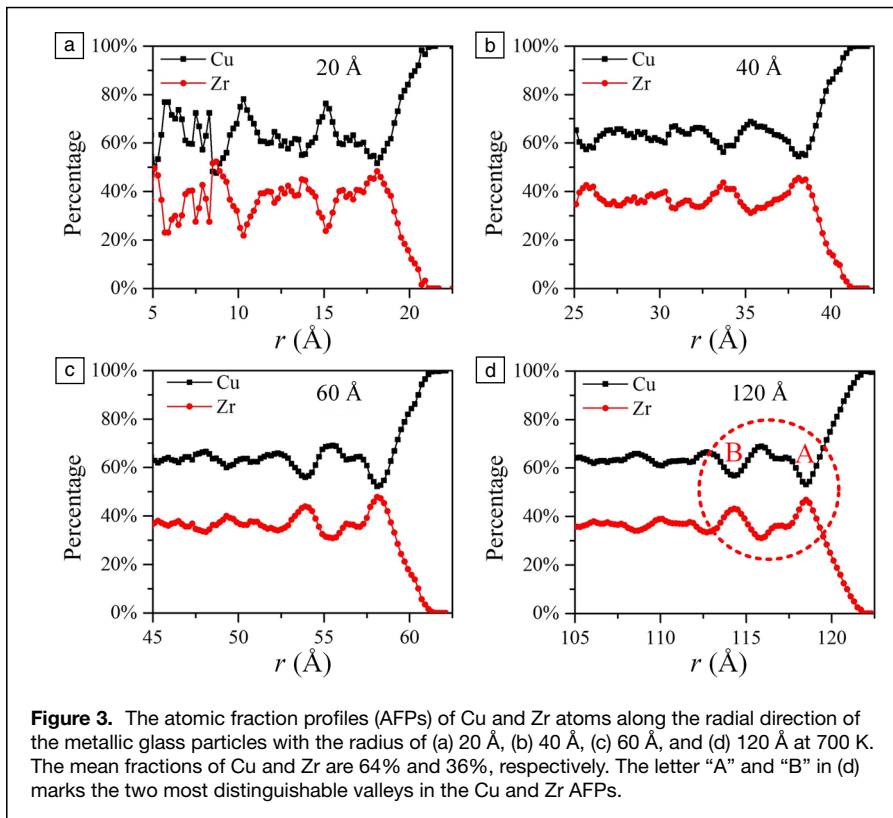 a
100%
80%
60%
40%
20%
0%
Percentage
Cu
Zr
20 Å
5 10 15 20
r (Å)
b
100%
80%
60%
40%
20%
0%
Percentage
Cu
Zr
40 Å
25 30 35 40
r (Å)
c
100%
80%
60%
40%
20%
0%
Percentage
Cu
Zr
60 Å
45 50 55 60
r (Å)
d
100%
80%
60%
40%
20%
0%
Percentage
Cu
Zr
120 Å
B A
105 110 115 120
r (Å)
Figure 3. The atomic fraction profiles (AFPs) of Cu and Zr atoms along the radial direction of
the metallic glass particles with the radius of (a) 20 Å, (b) 40 Å, (c) 60 Å, and (d) 120 Å at 700 K.
The mean fractions of Cu and Zr are 64% and 36%, respectively. The letter “A” and “B” in (d)
marks the two most distinguishable valleys in the Cu and Zr AFPs.